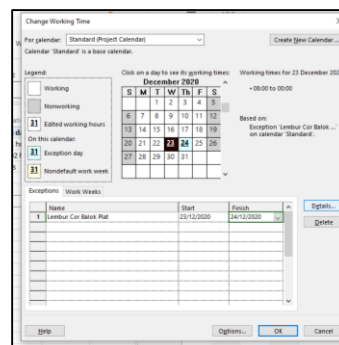 Change Working Time
For calendar: Standard (Project Calendar)
Create New Calendar...
Calendar 'Standard' is a base calendar.
Legend:
Working
Nonworking
31 Edited working hours
On this calendar:
31 Exception day
31 Nondefault work week
Click on a day to see its working times:
December 2020
S M T W Th F S
1 2 3 4 5
6 7 8 9 10 11 12
13 14 15 16 17 18 19
20 21 22 23 24 25 26
27 28 29 30 31
Working times for 23 December 2020
• 00:00 to 00:00
Based on:
Exception 'Lembur Cor Balok ...'
on calendar 'Standard'.
Exceptions Work Weeks
Name Start Finish
1 Lembur Cor Balok Plat 23/12/2020 24/12/2020
Details...
Delete
Help
Options...
OK
Cancel